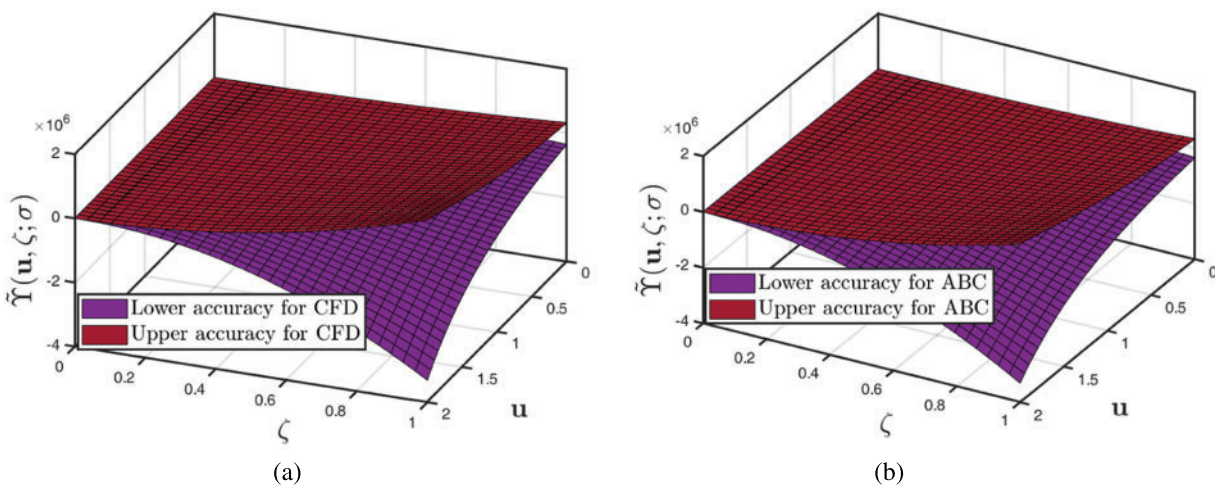 ×10⁶
2
0
-2
-4
Υ̃(u, ζ; σ)
Lower accuracy for CFD
Upper accuracy for CFD
0
0.2
0.4
0.6
0.8
1
ζ
0
0.5
1
1.5
2
u
(a)
×10⁶
2
0
-2
-4
Υ̃(u, ζ; σ)
Lower accuracy for ABC
Upper accuracy for ABC
0
0.2
0.4
0.6
0.8
1
ζ
0
0.5
1
1.5
2
u
(b)